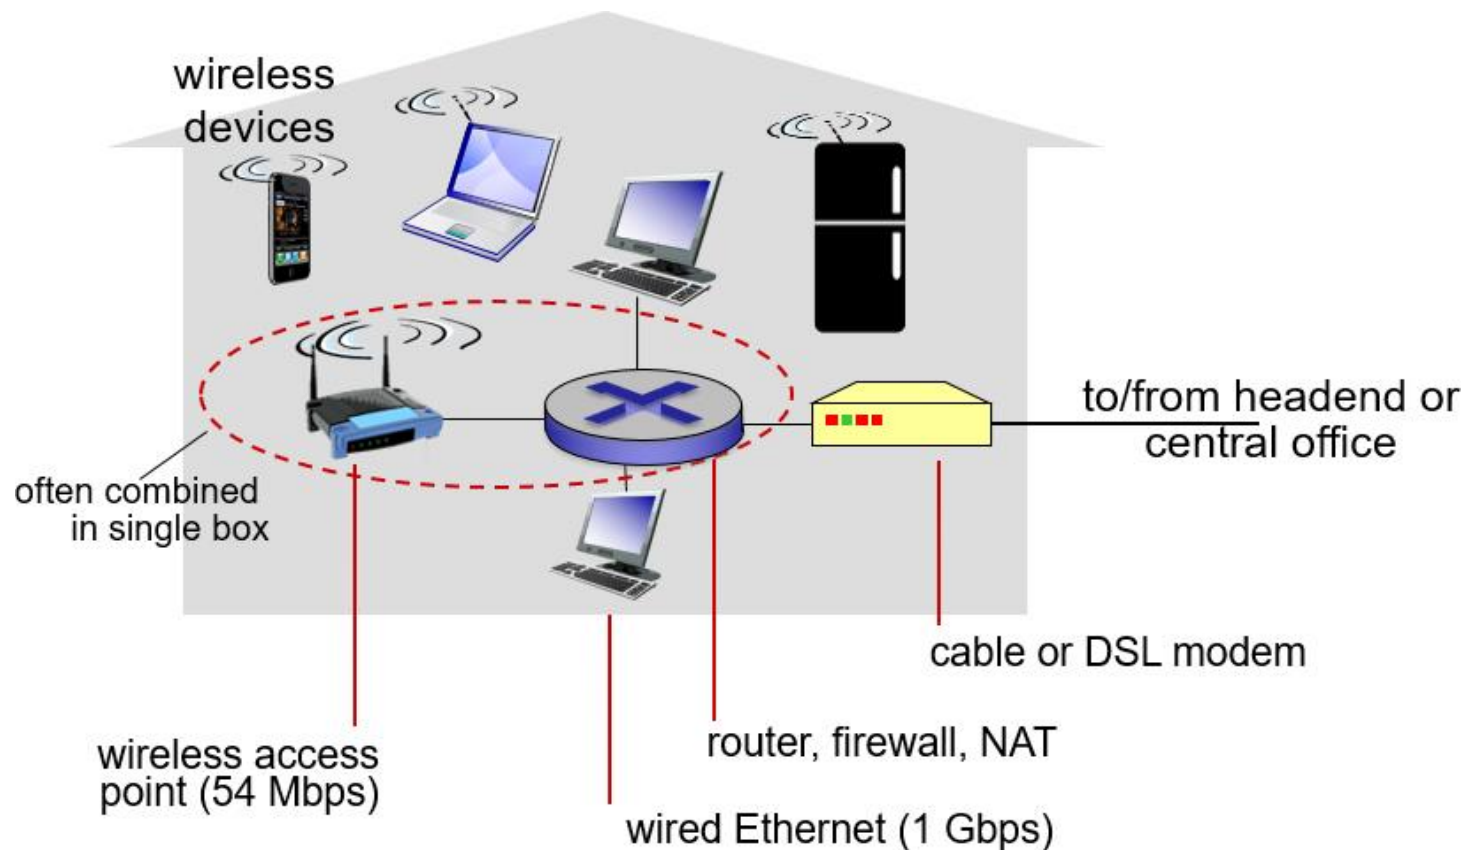 wireless
devices
to/from headend or
central office
often combined
in single box
cable or DSL modem
router, firewall, NAT
wireless access
point (54 Mbps)
wired Ethernet (1 Gbps)